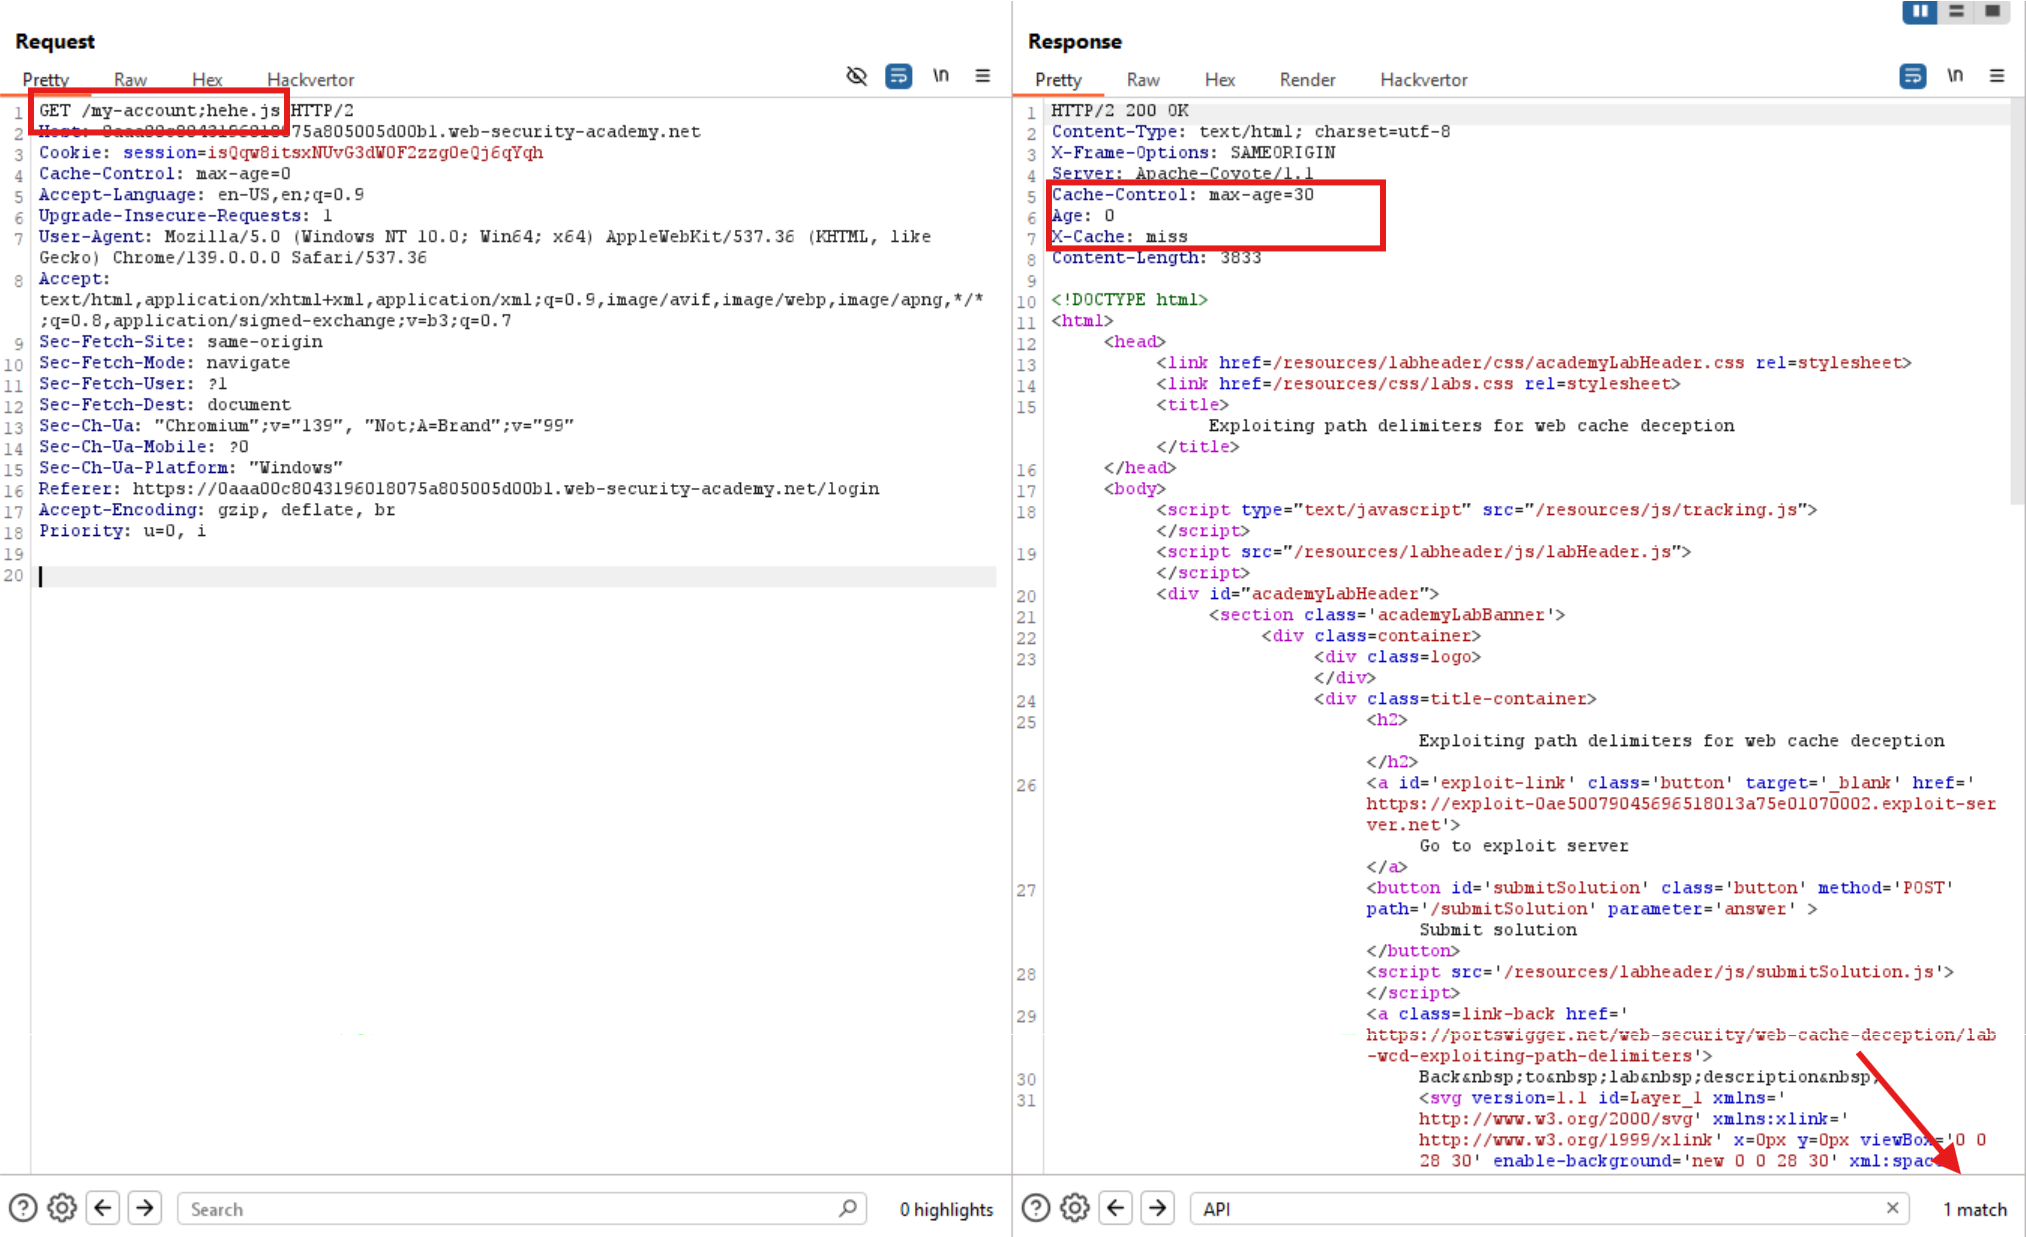 Request
Pretty Raw Hex Hackvertor \n
1 GET /my-account;hehe.js HTTP/2
2 Host: 0aaa00c8043196018075a805005d00b1.web-security-academy.net
3 Cookie: session=isQqw8itsxNUvG3dW0F2zzg0eQj6qYqh
4 Cache-Control: max-age=0
5 Accept-Language: en-US,en;q=0.9
6 Upgrade-Insecure-Requests: 1
7 User-Agent: Mozilla/5.0 (Windows NT 10.0; Win64; x64) AppleWebKit/537.36 (KHTML, like
Gecko) Chrome/139.0.0.0 Safari/537.36
8 Accept:
text/html,application/xhtml+xml,application/xml;q=0.9,image/avif,image/webp,image/apng,*/*
;q=0.8,application/signed-exchange;v=b3;q=0.7
9 Sec-Fetch-Site: same-origin
10 Sec-Fetch-Mode: navigate
11 Sec-Fetch-User: ?1
12 Sec-Fetch-Dest: document
13 Sec-Ch-Ua: "Chromium";v="139", "Not;A=Brand";v="99"
14 Sec-Ch-Ua-Mobile: ?0
15 Sec-Ch-Ua-Platform: "Windows"
16 Referer: https://0aaa00c8043196018075a805005d00b1.web-security-academy.net/login
17 Accept-Encoding: gzip, deflate, br
18 Priority: u=0, i
19
20
Search
0 highlights
Response
Pretty Raw Hex Render Hackvertor \n
1 HTTP/2 200 OK
2 Content-Type: text/html; charset=utf-8
3 X-Frame-Options: SAMEORIGIN
4 Server: Apache-Coyote/1.1
5 Cache-Control: max-age=30
6 Age: 0
7 X-Cache: miss
8 Content-Length: 3833
9
10 <!DOCTYPE html>
11 <html>
12 <head>
13 <link href=/resources/labheader/css/academyLabHeader.css rel=stylesheet>
14 <link href=/resources/css/labs.css rel=stylesheet>
15 <title>
Exploiting path delimiters for web cache deception
</title>
16 </head>
17 <body>
18 <script type="text/javascript" src="/resources/js/tracking.js">
</script>
19 <script src="/resources/labheader/js/labHeader.js">
</script>
20 <div id="academyLabHeader">
21 <section class='academyLabBanner'>
22 <div class=container>
23 <div class=logo>
</div>
24 <div class=title-container>
25 <h2>
Exploiting path delimiters for web cache deception
</h2>
26 <a id='exploit-link' class='button' target='_blank' href='
https://exploit-0ae50079045696518013a75e01070002.exploit-ser
ver.net'>
Go to exploit server
</a>
27 <button id='submitSolution' class='button' method='POST'
path='/submitSolution' parameter='answer' >
Submit solution
</button>
28 <script src='/resources/labheader/js/submitSolution.js'>
</script>
29 <a class=link-back href='
https://portswigger.net/web-security/web-cache-deception/lab
-wcd-exploiting-path-delimiters'>
30 Back&nbsp;to&nbsp;lab&nbsp;description&nbsp;
31 <svg version=1.1 id=Layer_1 xmlns='
http://www.w3.org/2000/svg' xmlns:xlink='
http://www.w3.org/1999/xlink' x=0px y=0px viewBox='0 0
28 30' enable-background='new 0 0 28 30' xml:space
API
1 match